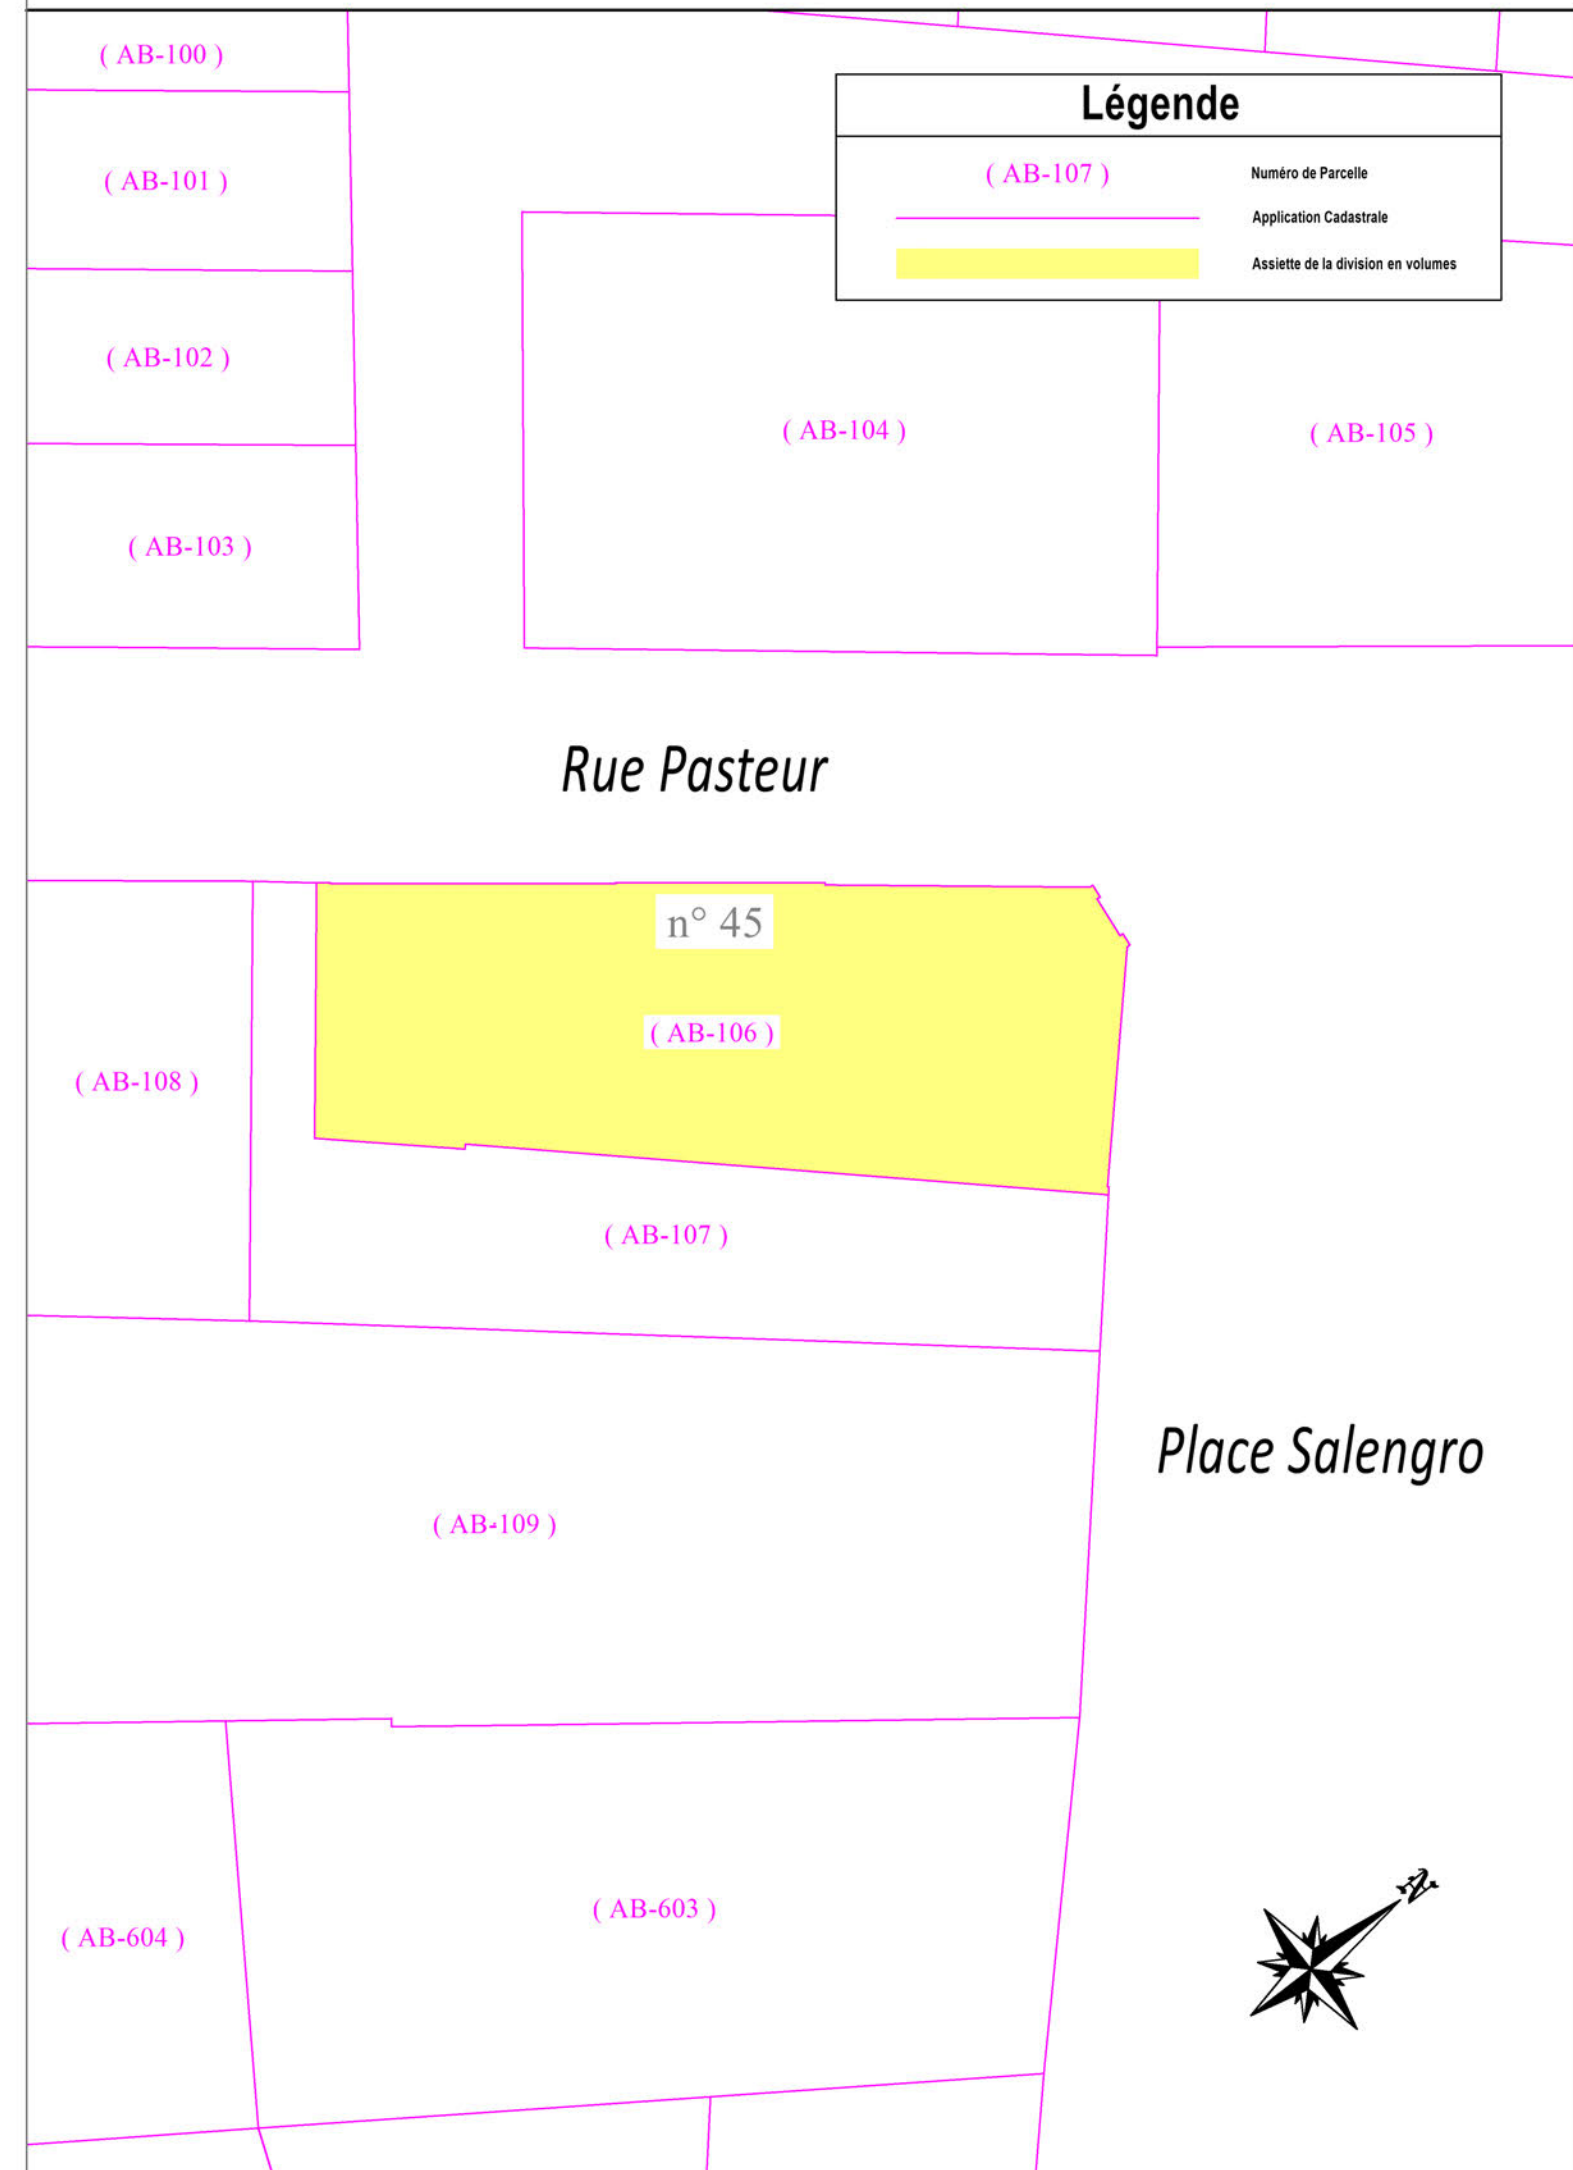 ( AB-100 )
Légende
( AB-107 )
Numéro de Parcelle
Application Cadastrale
Assiette de la division en volumes
( AB-101 )
( AB-102 )
( AB-103 )
( AB-104 )
( AB-105 )
Rue Pasteur
n° 45
( AB-106 )
( AB-108 )
( AB-107 )
Place Salengro
( AB-109 )
( AB-603 )
( AB-604 )
N